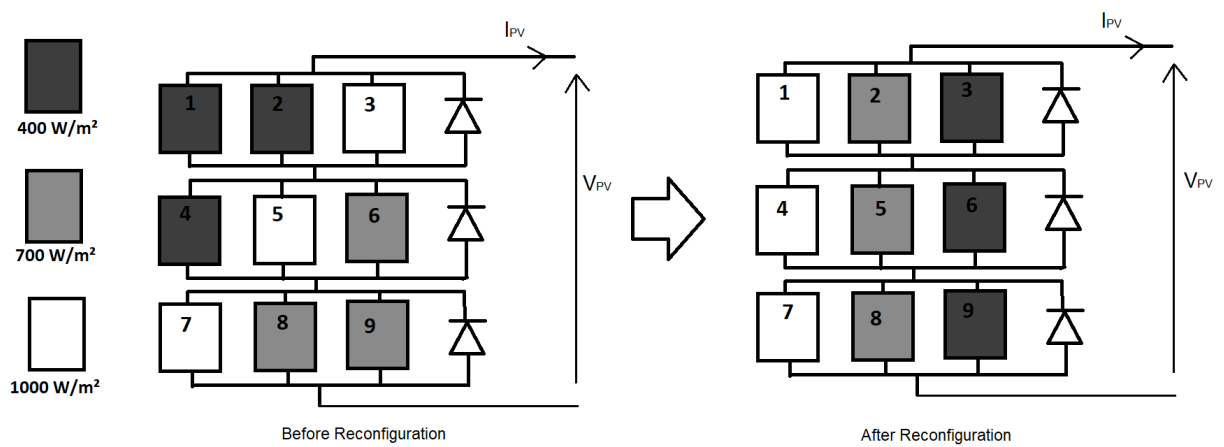 400 W/m²
700 W/m²
1000 W/m²
IPV
1 2 3
4 5 6
7 8 9
VPV
Before Reconfiguration
IPV
1 2 3
4 5 6
7 8 9
VPV
After Reconfiguration